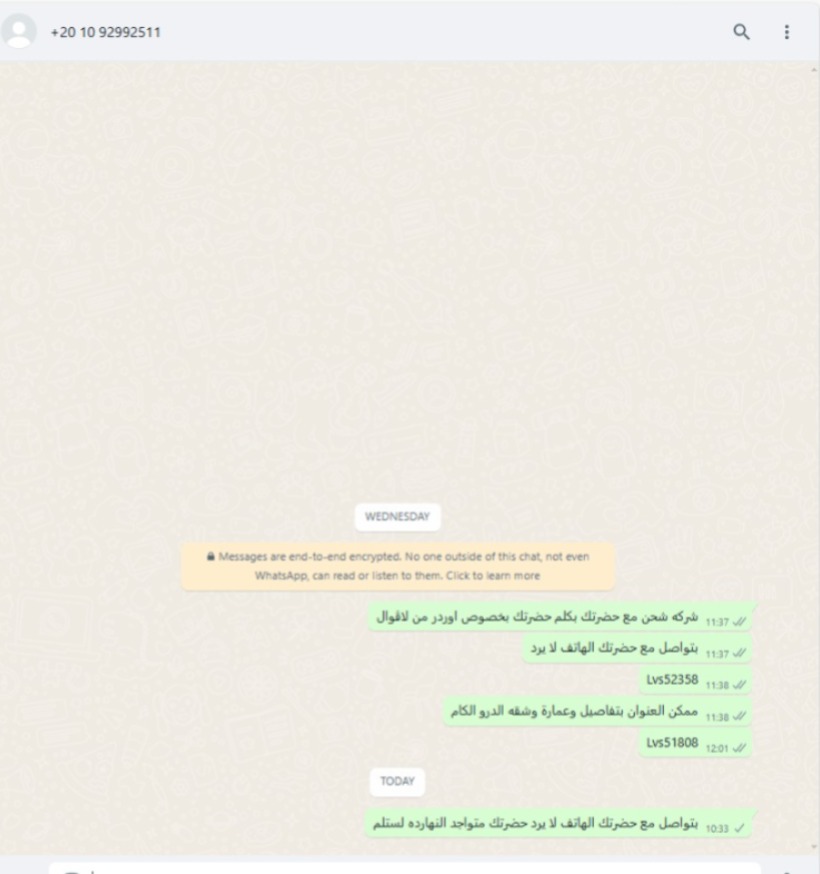 +20 10 92992511
WEDNESDAY
Messages are end-to-end encrypted. No one outside of this chat, not even
WhatsApp, can read or listen to them. Click to learn more
شركه شحن مع حضرتك بكلم حضرتك بخصوص اوردر من لاقوال 11:37
بتواصل مع حضرتك الهاتف لا يرد 11:37
Lvs52358 11:38
ممكن العنوان بتفاصيل وعمارة وشقه الدرو الكام 11:38
Lvs51808 12:01
TODAY
بتواصل مع حضرتك الهاتف لا يرد حضرتك متواجد النهارده لستلم 10:33